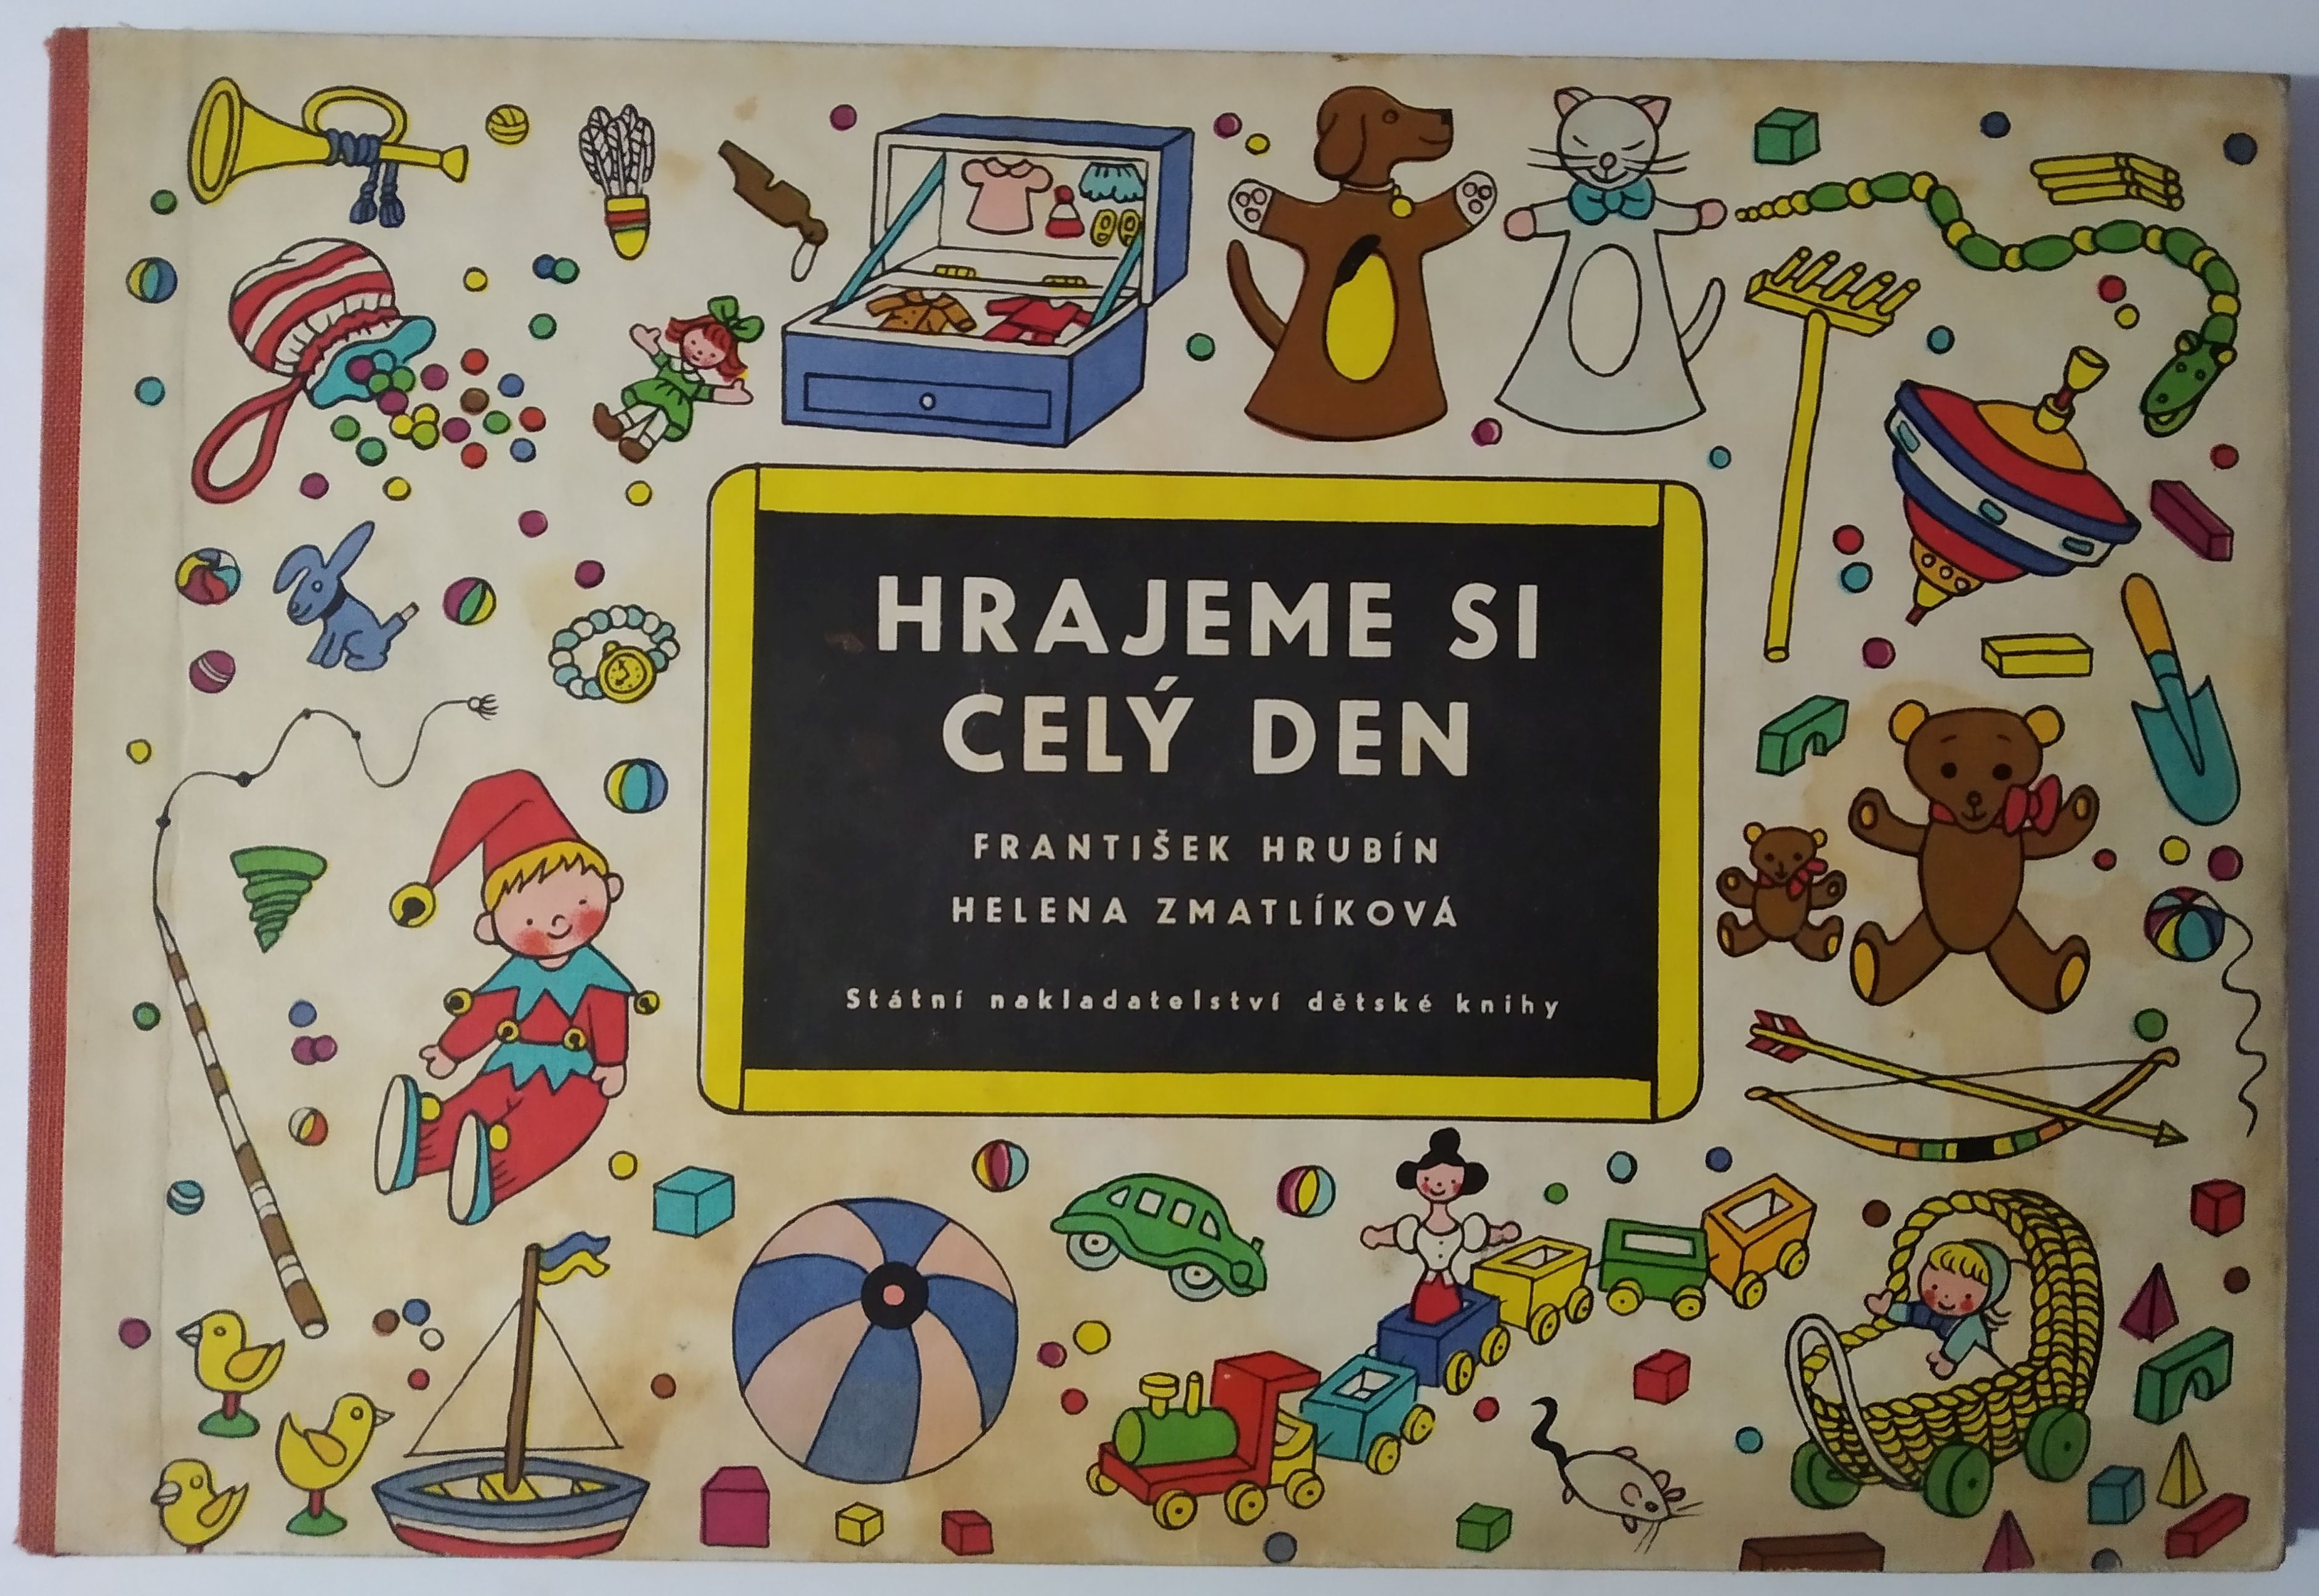 HRAJEME SI
CELÝ DEN
FRANTIŠEK HRUBÍN
HELENA ZMATLÍKOVÁ
Státní nakladatelství dětské knihy